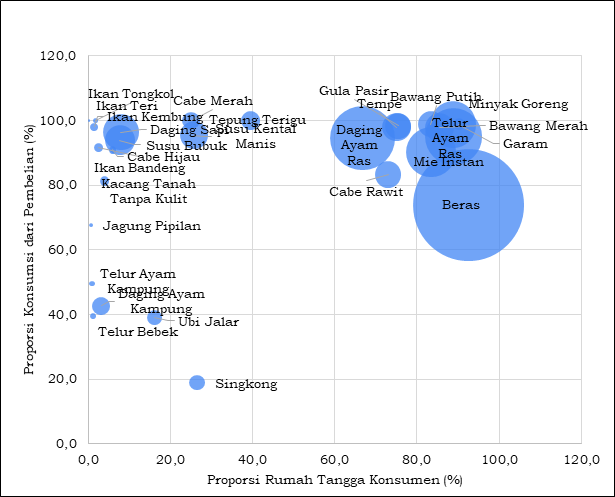 120,0
100,0
80,0
60,0
40,0
20,0
0,0
Proporsi Konsumsi dari Pembelian (%)
Ikan Tongkol
Ikan Teri
Ikan Kembung
Cabe Merah
Tepung Terigu
Daging Sapi
Susu Kental
Manis
Susu Bubuk
Cabe Hijau
Ikan Bandeng
Kacang Tanah
Tanpa Kulit
Jagung Pipilan
Telur Ayam
Kampung
Daging Ayam
Kampung
Telur Bebek
Ubi Jalar
Singkong
Gula Pasir
Bawang Putih
Tempe
Minyak Goreng
Daging
Ayam
Ras
Telur
Ayam
Ras
Bawang Merah
Garam
Mie Instan
Cabe Rawit
Beras
0,0 20,0 40,0 60,0 80,0 100,0 120,0
Proporsi Rumah Tangga Konsumen (%)